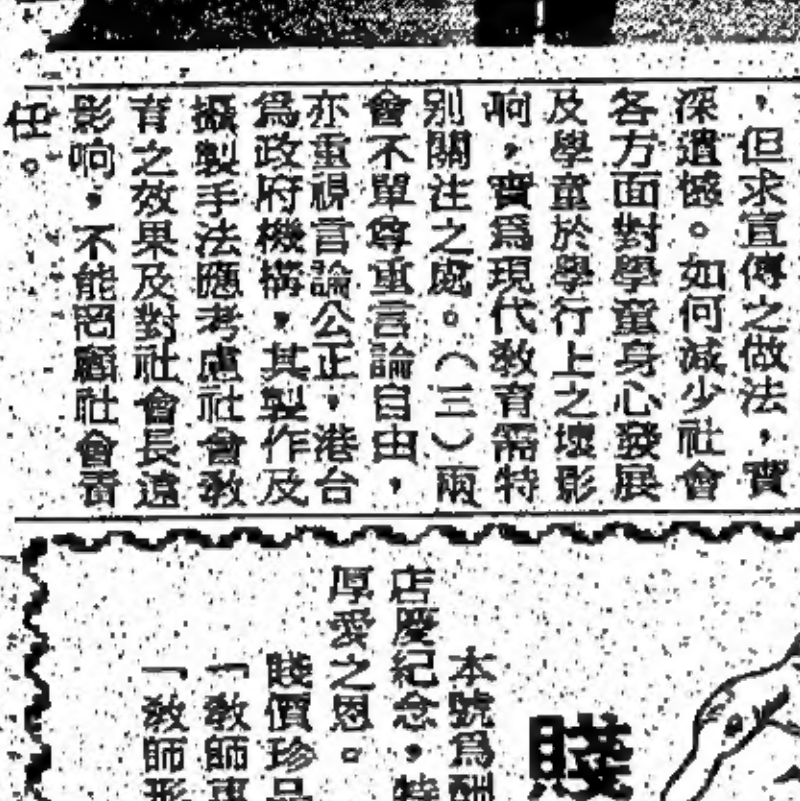 ，但求宣傳之做法，實
深遺憾。如何減少社會
各方面對學童身心發展
及學童於學行上之壞影
响，實爲現代教育需特
別關注之處。（三）兩
會不單尊重言論自由，
亦重視言論公正，港台
爲政府機構，其製作及
攝製手法應考慮社會教
育之效果及對社會長遠
影响，不能罔顧社會責
任。
賤
本號爲酬
店慶紀念，特
厚愛之恩。
賤價珍品
「教師專
「教師形